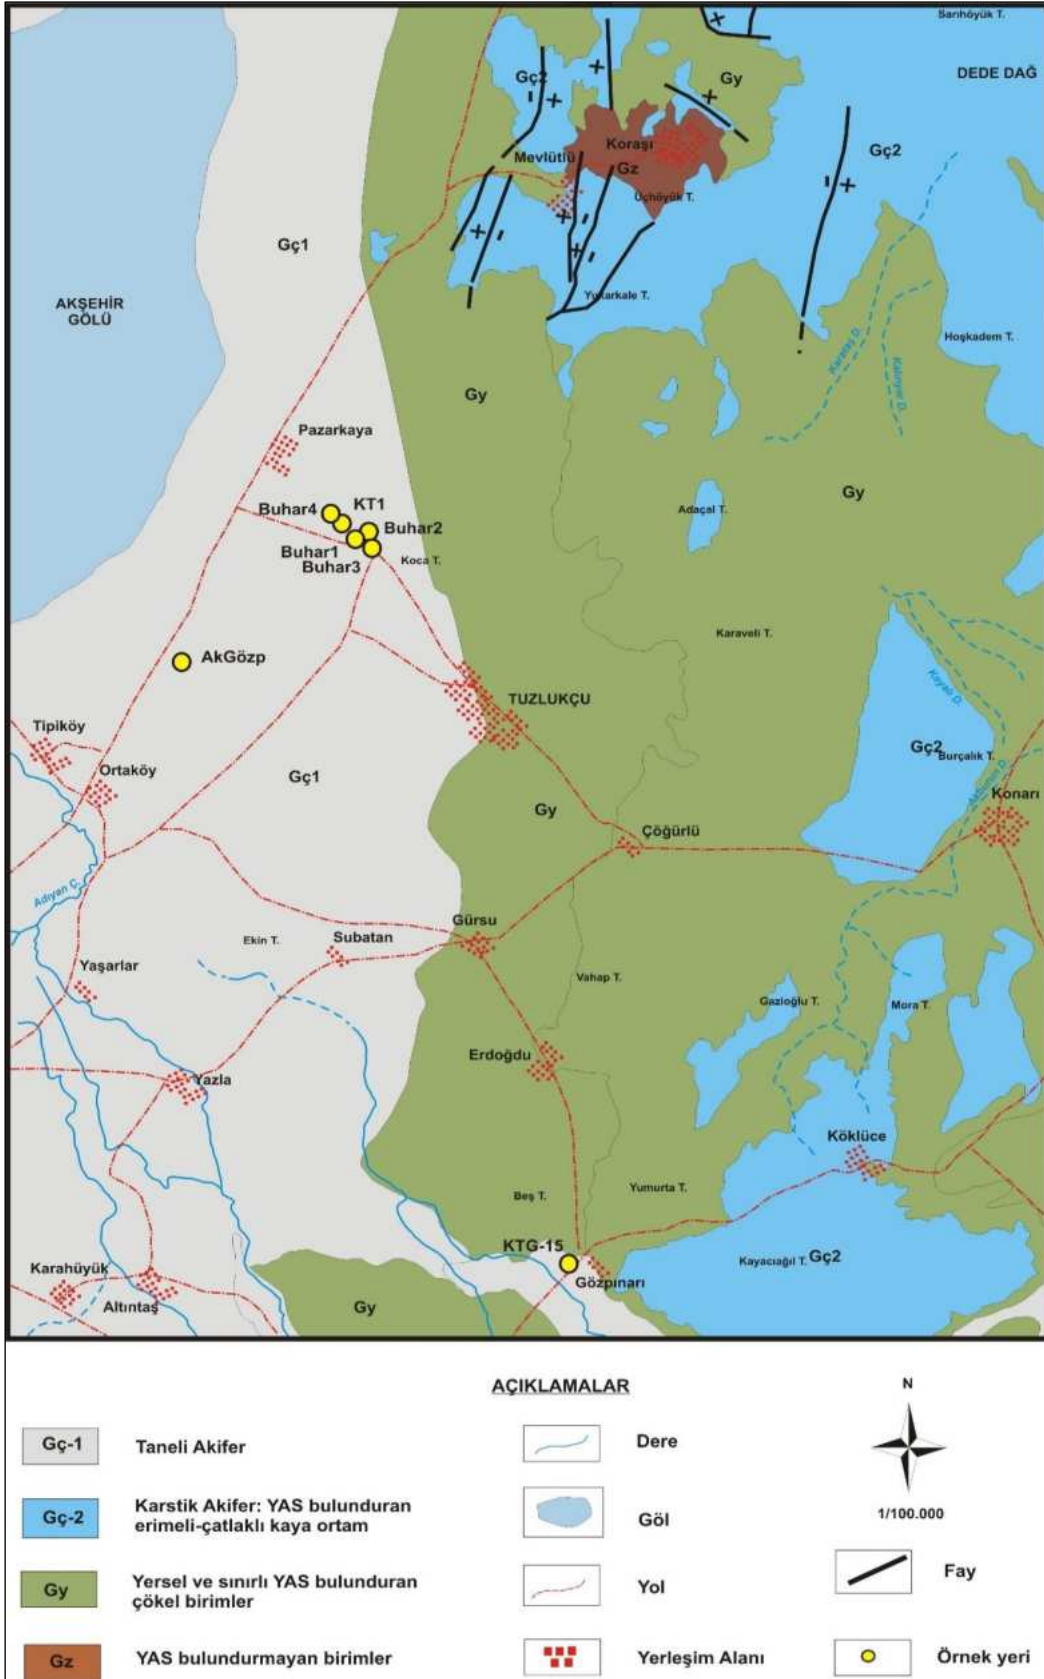 Sarıhöyük T.
DEDE DAĞ
Gç2
Gy
Koraşı
Gç2
Mevlütlü
Gz
Üçhöyük T.
Gç1
AKŞEHİR
GÖLÜ
Yukarkale T.
Karataş D.
Hoşkadem T.
Gy
Pazarkaya
Gy
Buhar4
KT1
Adaçal T.
Buhar2
Buhar1
Buhar3
Koca T.
Karaveli T.
AkGözp
Kayalı D.
TUZLUKÇU
Tipiköy
Gç2
Burçalık T.
Ortaköy
Gç1
Konarı
Gy
Çöğürlü
Adıyan Ç.
Gürsu
Ekin T.
Subatan
Yaşarlar
Vahap T.
Gazioğlu T.
Mora T.
Erdoğdu
Yazla
Köklüce
Beş T.
Yumurta T.
KTG-15
Karahüyük
Gözpınarı
Kayacıağıl T.
Gç2
Altıntaş
Gy
AÇIKLAMALAR
N
Gç-1
Taneli Akifer
Dere
1/100.000
Gç-2
Karstik Akifer: YAS bulunduran
erimeli-çatlaklı kaya ortam
Göl
Gy
Yersel ve sınırlı YAS bulunduran
çökel birimler
Yol
Fay
Gz
YAS bulundurmayan birimler
Yerleşim Alanı
Örnek yeri